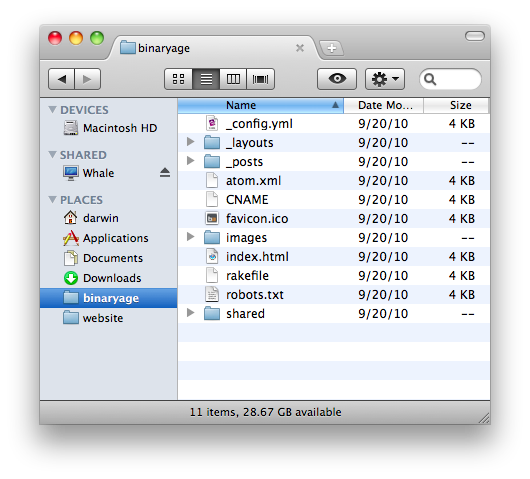 binaryage
Name Date Mo... Size
DEVICES
Macintosh HD
SHARED
Whale
PLACES
darwin
Applications
Documents
Downloads
binaryage
website
_config.yml 9/20/10 4 KB
_layouts 9/20/10 --
_posts 9/20/10 --
atom.xml 9/20/10 4 KB
CNAME 9/20/10 4 KB
favicon.ico 9/20/10 4 KB
images 9/20/10 --
index.html 9/20/10 4 KB
rakefile 9/20/10 4 KB
robots.txt 9/20/10 4 KB
shared 9/20/10 --
11 items, 28.67 GB available